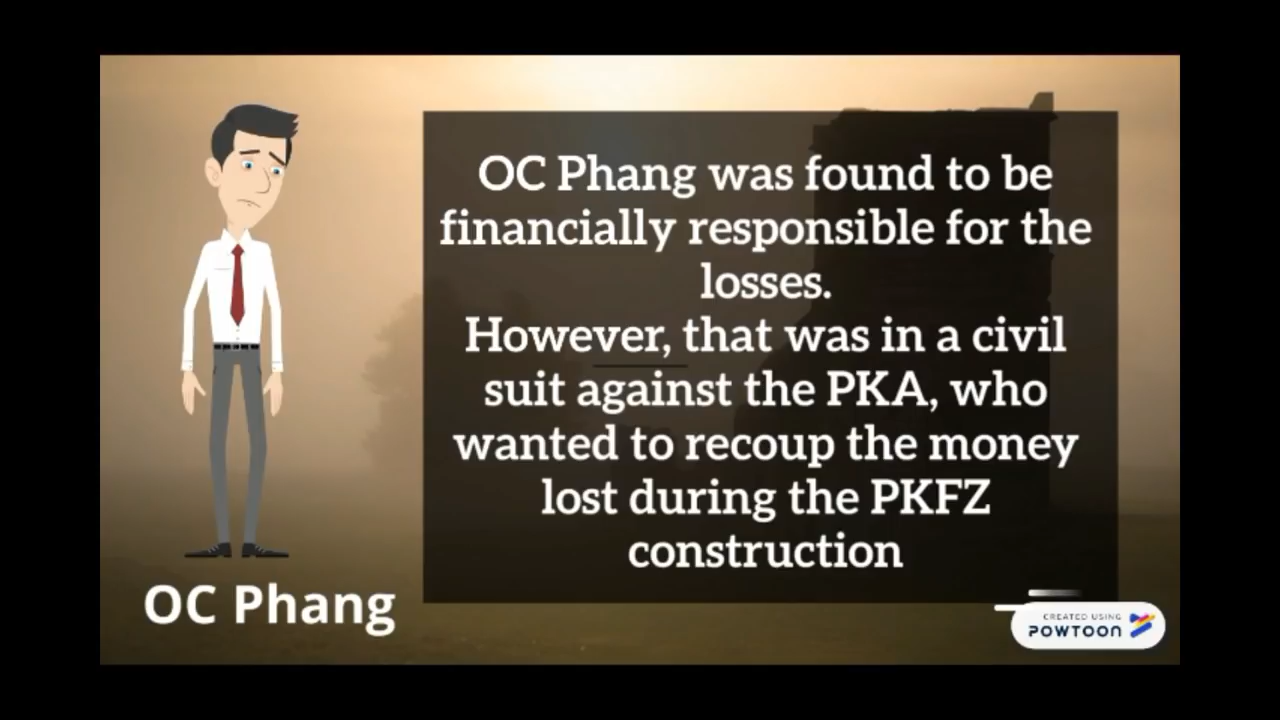 OC Phang was found to be
financially responsible for the
losses.
However, that was in a civil
suit against the PKA, who
wanted to recoup the money
lost during the PKFZ
construction
OC Phang
CREATED USING
POWTOON